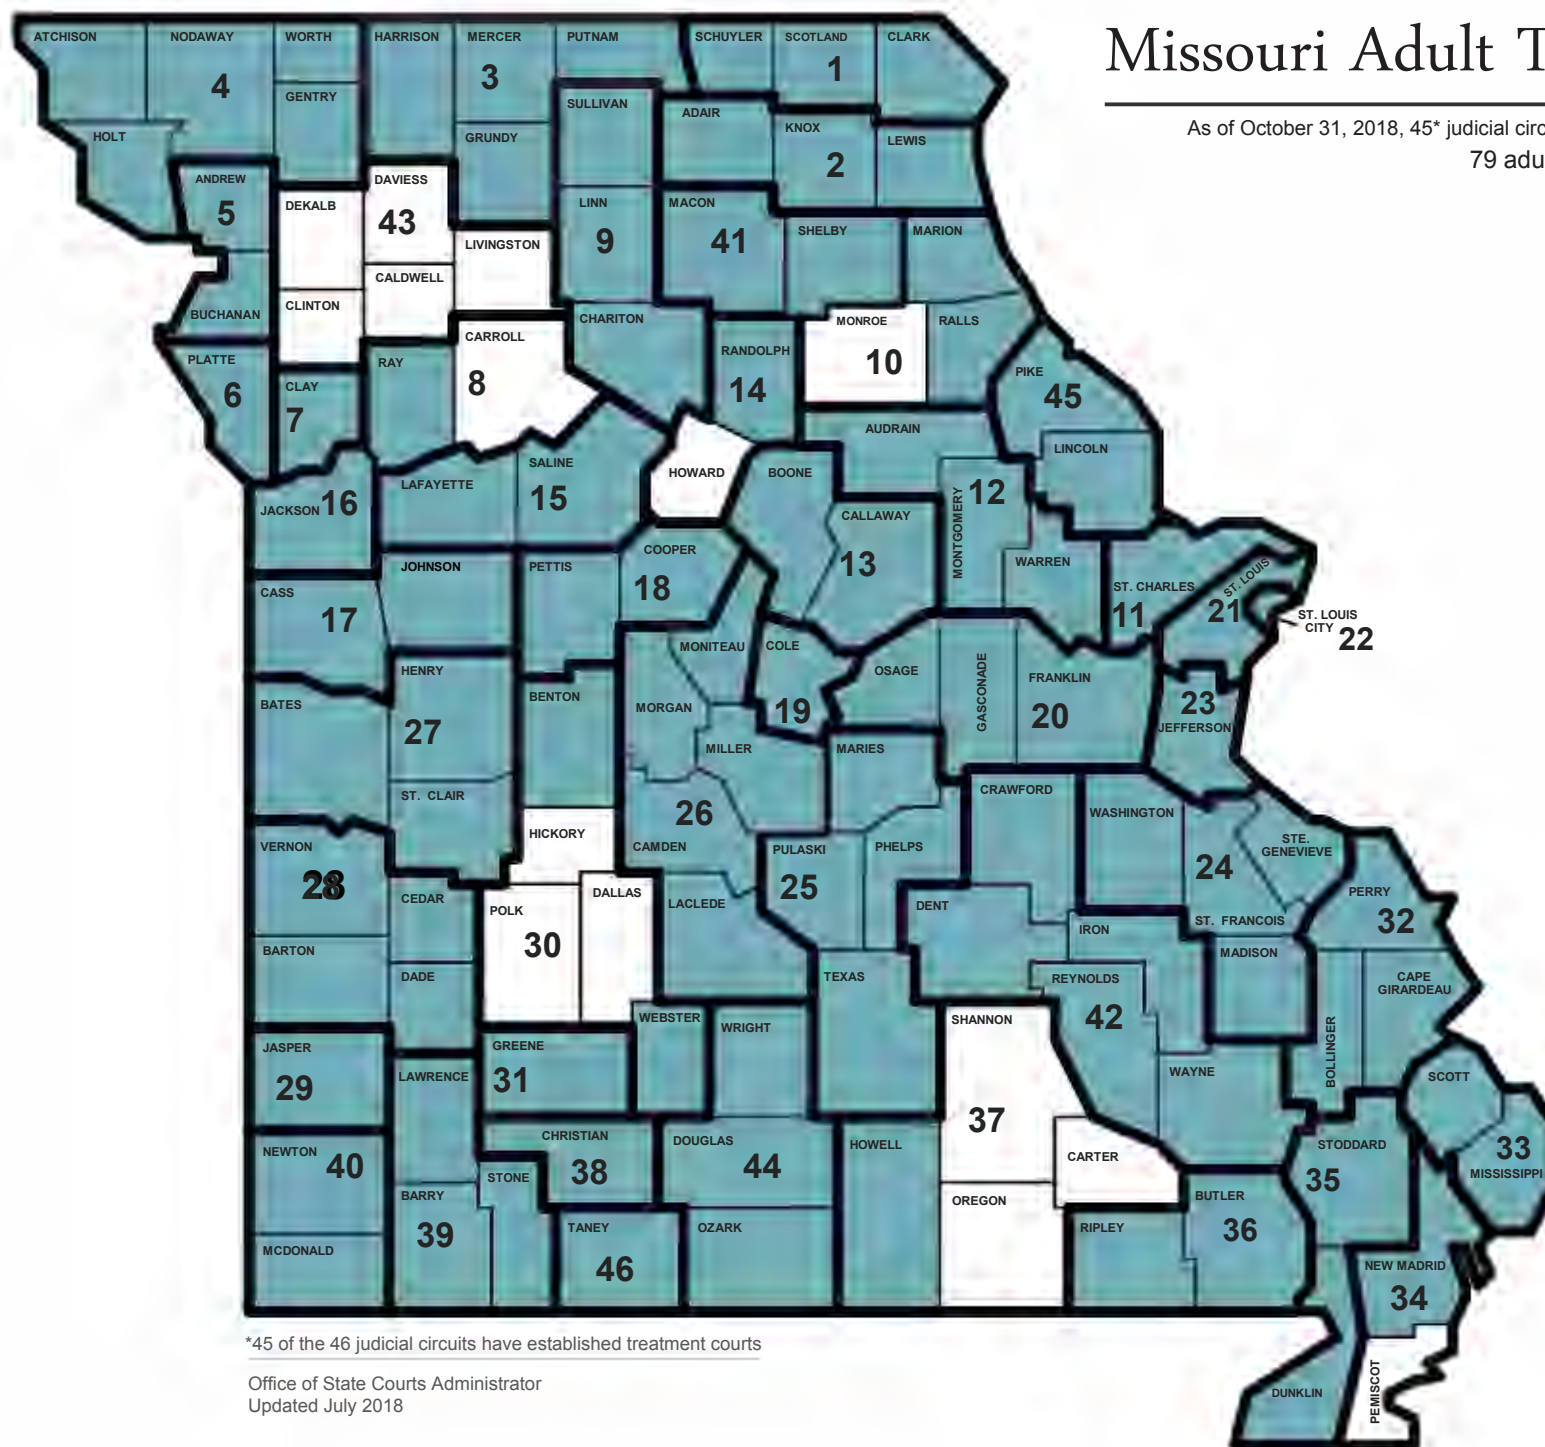 Missouri Adult T
As of October 31, 2018, 45* judicial circ
79 adu
ATCHISON
NODAWAY
WORTH
HARRISON
MERCER
PUTNAM
SCHUYLER
SCOTLAND
CLARK
4
3
1
GENTRY
SULLIVAN
ADAIR
KNOX
HOLT
GRUNDY
LEWIS
2
ANDREW
DAVIESS
5
DEKALB
43
LINN
MACON
LIVINGSTON
9
41
SHELBY
MARION
CALDWELL
CLINTON
BUCHANAN
CHARITON
MONROE
RALLS
CARROLL
RANDOLPH
PLATTE
RAY
10
PIKE
6
CLAY
8
14
45
7
AUDRAIN
LINCOLN
SALINE
HOWARD
BOONE
JACKSON 16
LAFAYETTE
15
MONTGOMERY
12
CALLAWAY
COOPER
13
WARREN
CASS
JOHNSON
PETTIS
18
ST. CHARLES
ST. LOUIS
17
11
21
ST. LOUIS
CITY 22
MONITEAU
COLE
HENRY
OSAGE
GASCONADE
FRANKLIN
BATES
BENTON
MORGAN
19
20
23
JEFFERSON
27
MILLER
MARIES
ST. CLAIR
CRAWFORD
26
WASHINGTON
HICKORY
VERNON
CAMDEN
PULASKI
PHELPS
STE.
GENEVIEVE
28
25
24
CEDAR
DALLAS
LACLEDE
DENT
PERRY
POLK
ST. FRANCOIS
32
30
IRON
BARTON
MADISON
DADE
TEXAS
REYNOLDS
CAPE
GIRARDEAU
WEBSTER
SHANNON
42
WRIGHT
JASPER
GREENE
BOLLINGER
29
LAWRENCE
31
WAYNE
SCOTT
37
CHRISTIAN
DOUGLAS
HOWELL
STODDARD
NEWTON 40
CARTER
33
MISSISSIPPI
38
44
STONE
35
BARRY
OREGON
BUTLER
39
TANEY
OZARK
RIPLEY
36
MCDONALD
46
NEW MADRID
34
PEMISCOT
DUNKLIN
*45 of the 46 judicial circuits have established treatment courts
Office of State Courts Administrator
Updated July 2018